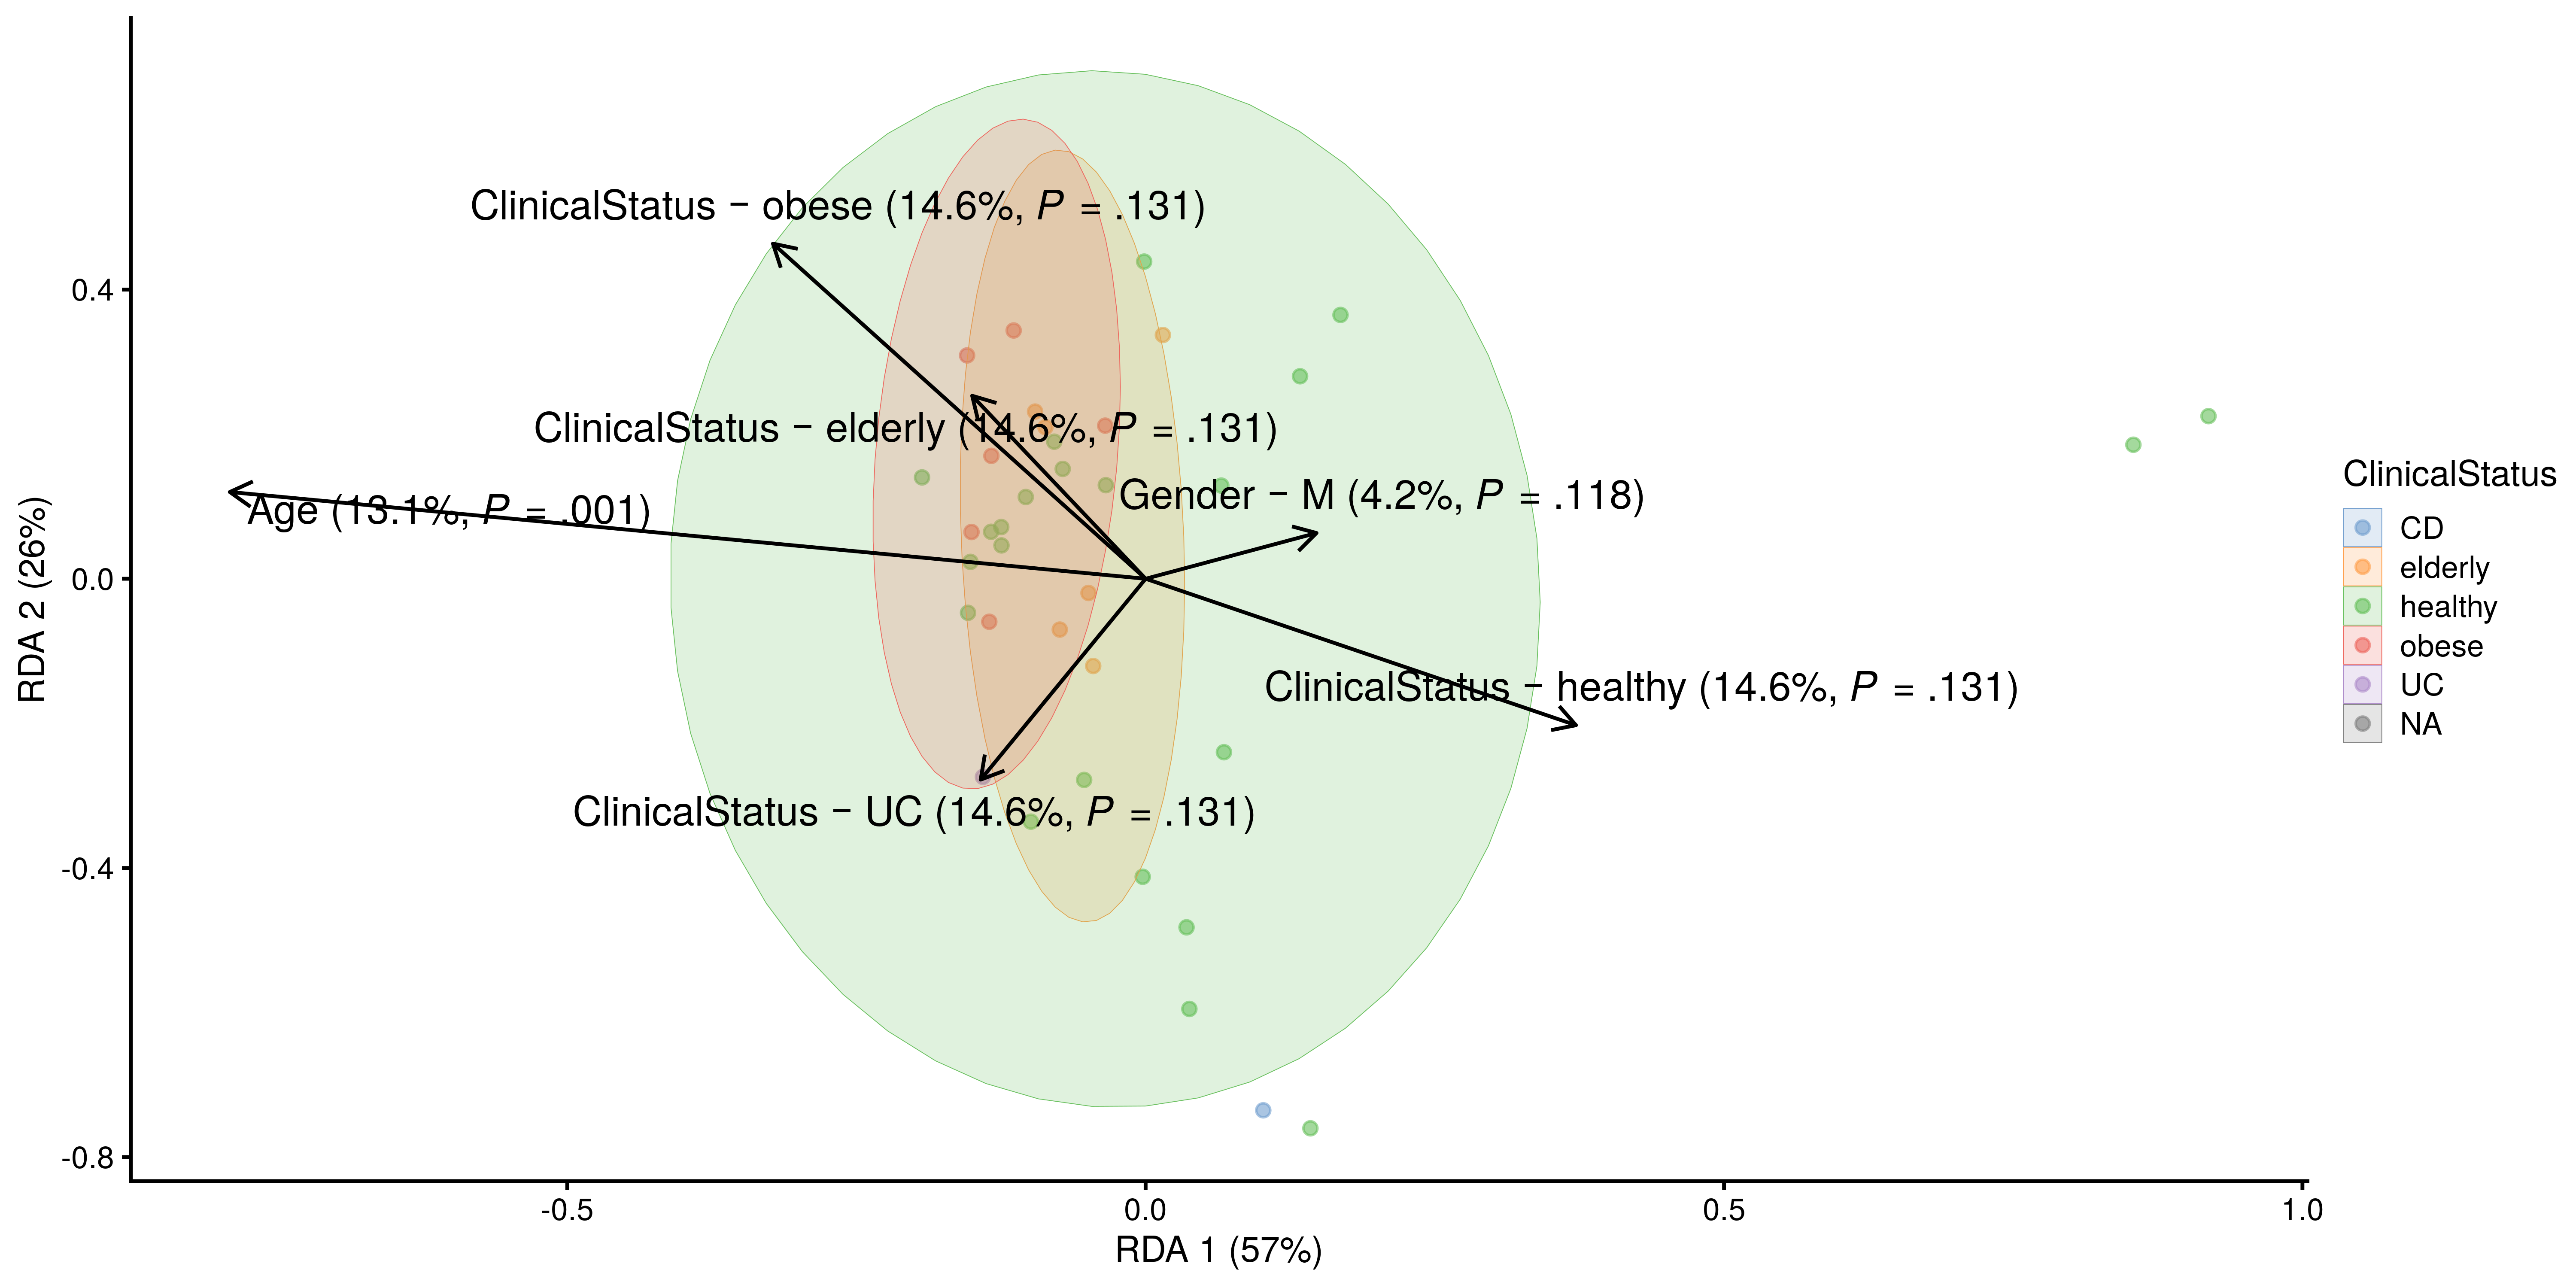 ClinicalStatus − obese (14.6%, P = .131)
ClinicalStatus − elderly (14.6%, P = .131)
Gender − M (4.2%, P = .118)
Age (13.1%, P = .001)
ClinicalStatus − healthy (14.6%, P = .131)
ClinicalStatus − UC (14.6%, P = .131)
RDA 2 (26%)
0.4
0.0
-0.4
-0.8
-0.5
0.0
0.5
1.0
RDA 1 (57%)
ClinicalStatus
CD
elderly
healthy
obese
UC
NA